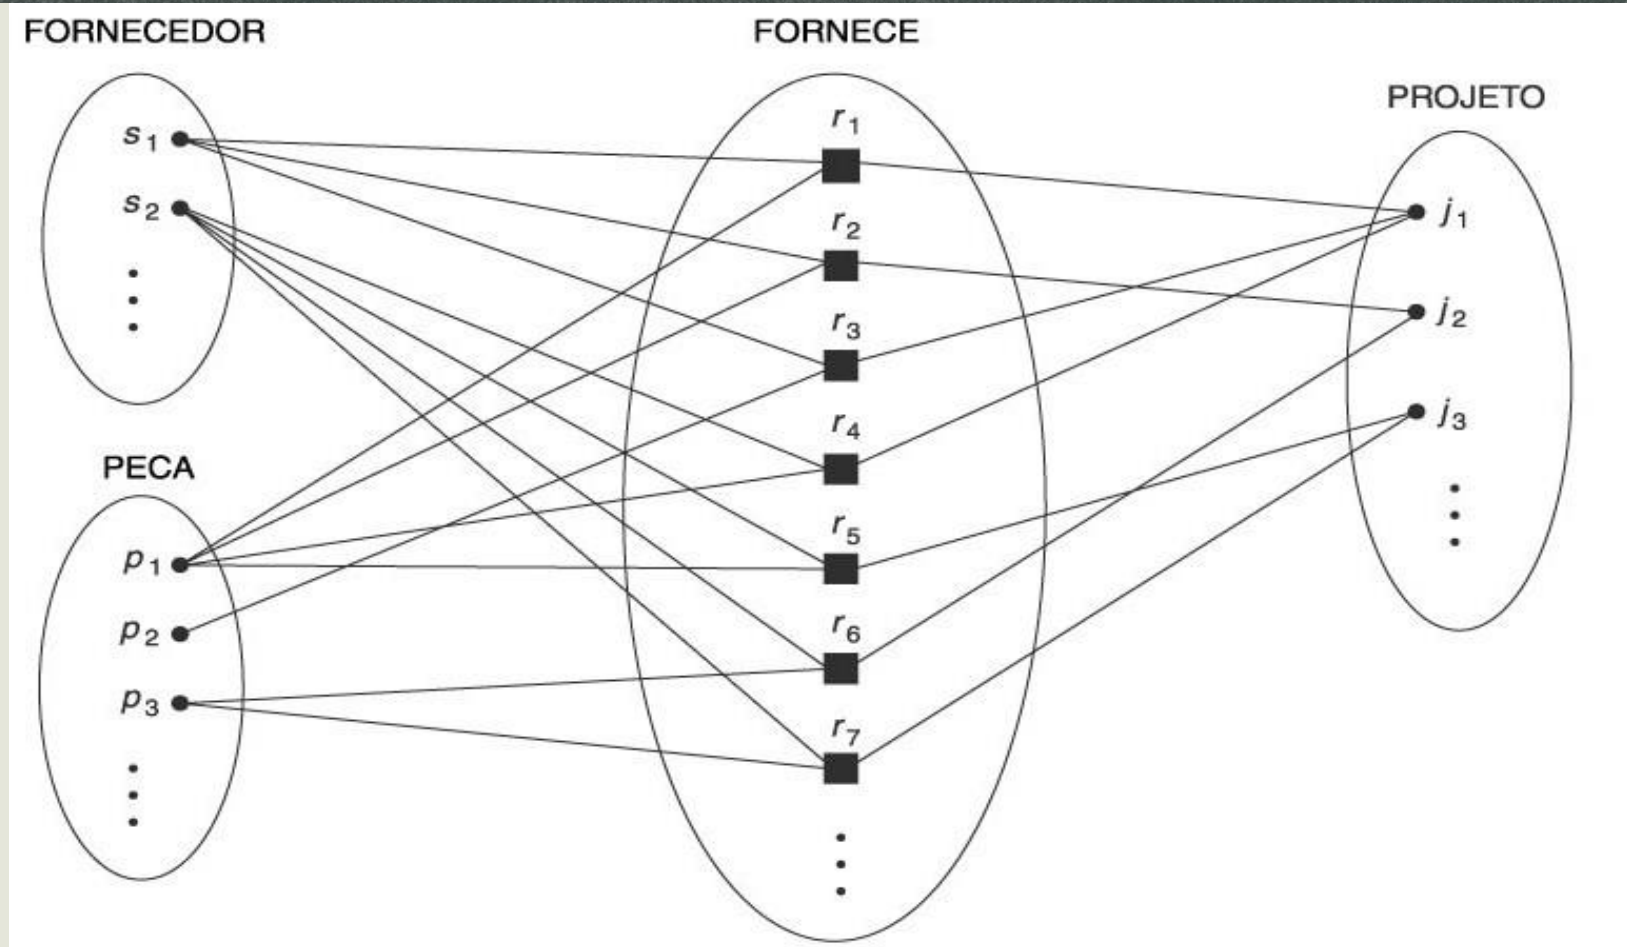 FORNECEDOR
s1
s2
PECA
p1
p2
p3
FORNECE
r1
r2
r3
r4
r5
r6
r7
PROJETO
j1
j2
j3